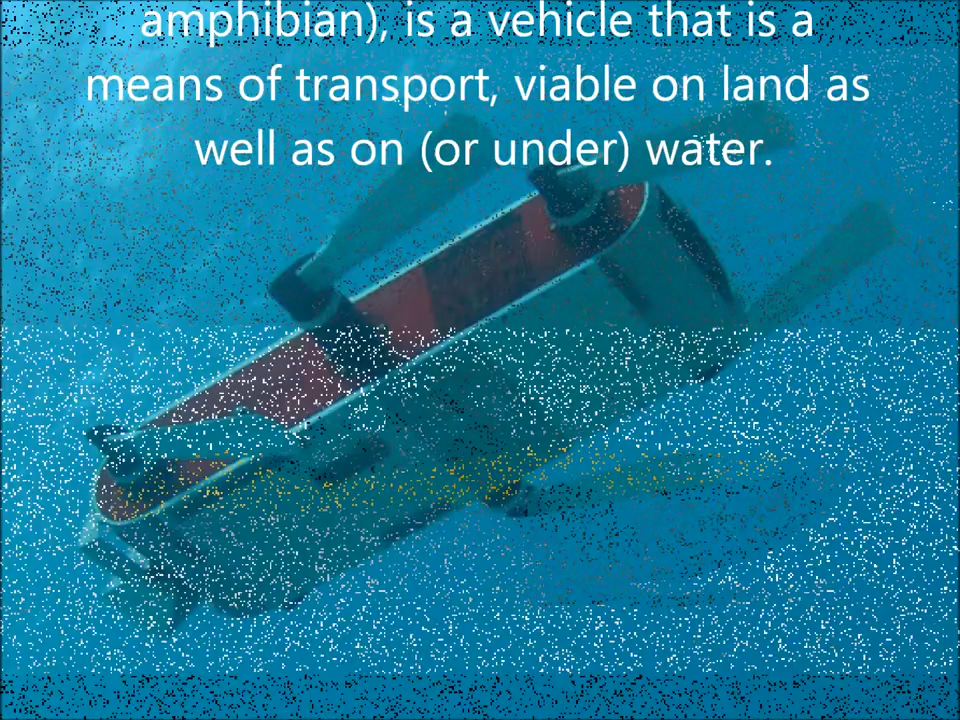 amphibian), is a vehicle that is a
means of transport, viable on land as
well as on (or under) water.